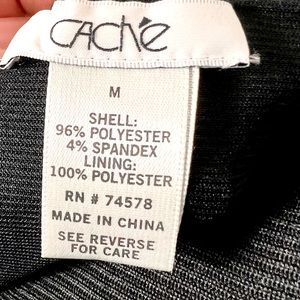 CACHÉ
M
SHELL:
96% POLYESTER
4% SPANDEX
LINING:
100% POLYESTER
RN # 74578
MADE IN CHINA
SEE REVERSE
FOR CARE